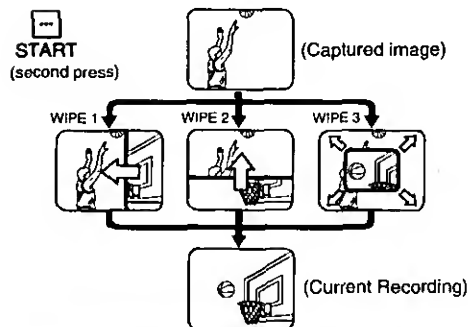 START
(second press)
(Captured image)
WIPE 1
WIPE 2
WIPE 3
(Current Recording)